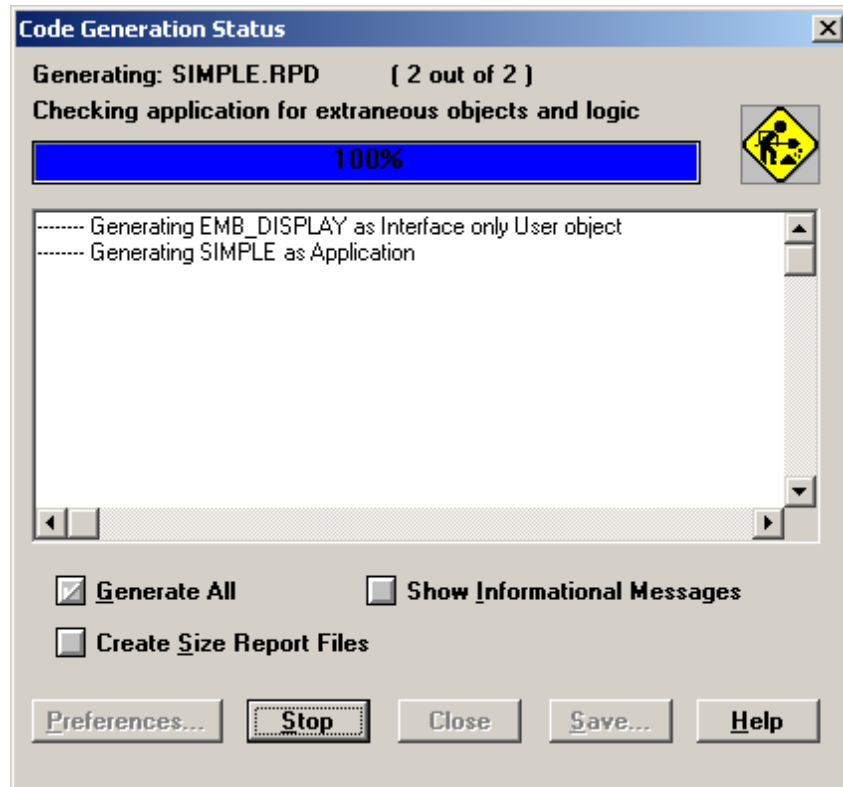 Code Generation Status
Generating: SIMPLE.RPD ( 2 out of 2 )
Checking application for extraneous objects and logic
100%
-------- Generating EMB_DISPLAY as Interface only User object
-------- Generating SIMPLE as Application
Generate All
Show Informational Messages
Create Size Report Files
Preferences...
Stop
Close
Save...
Help